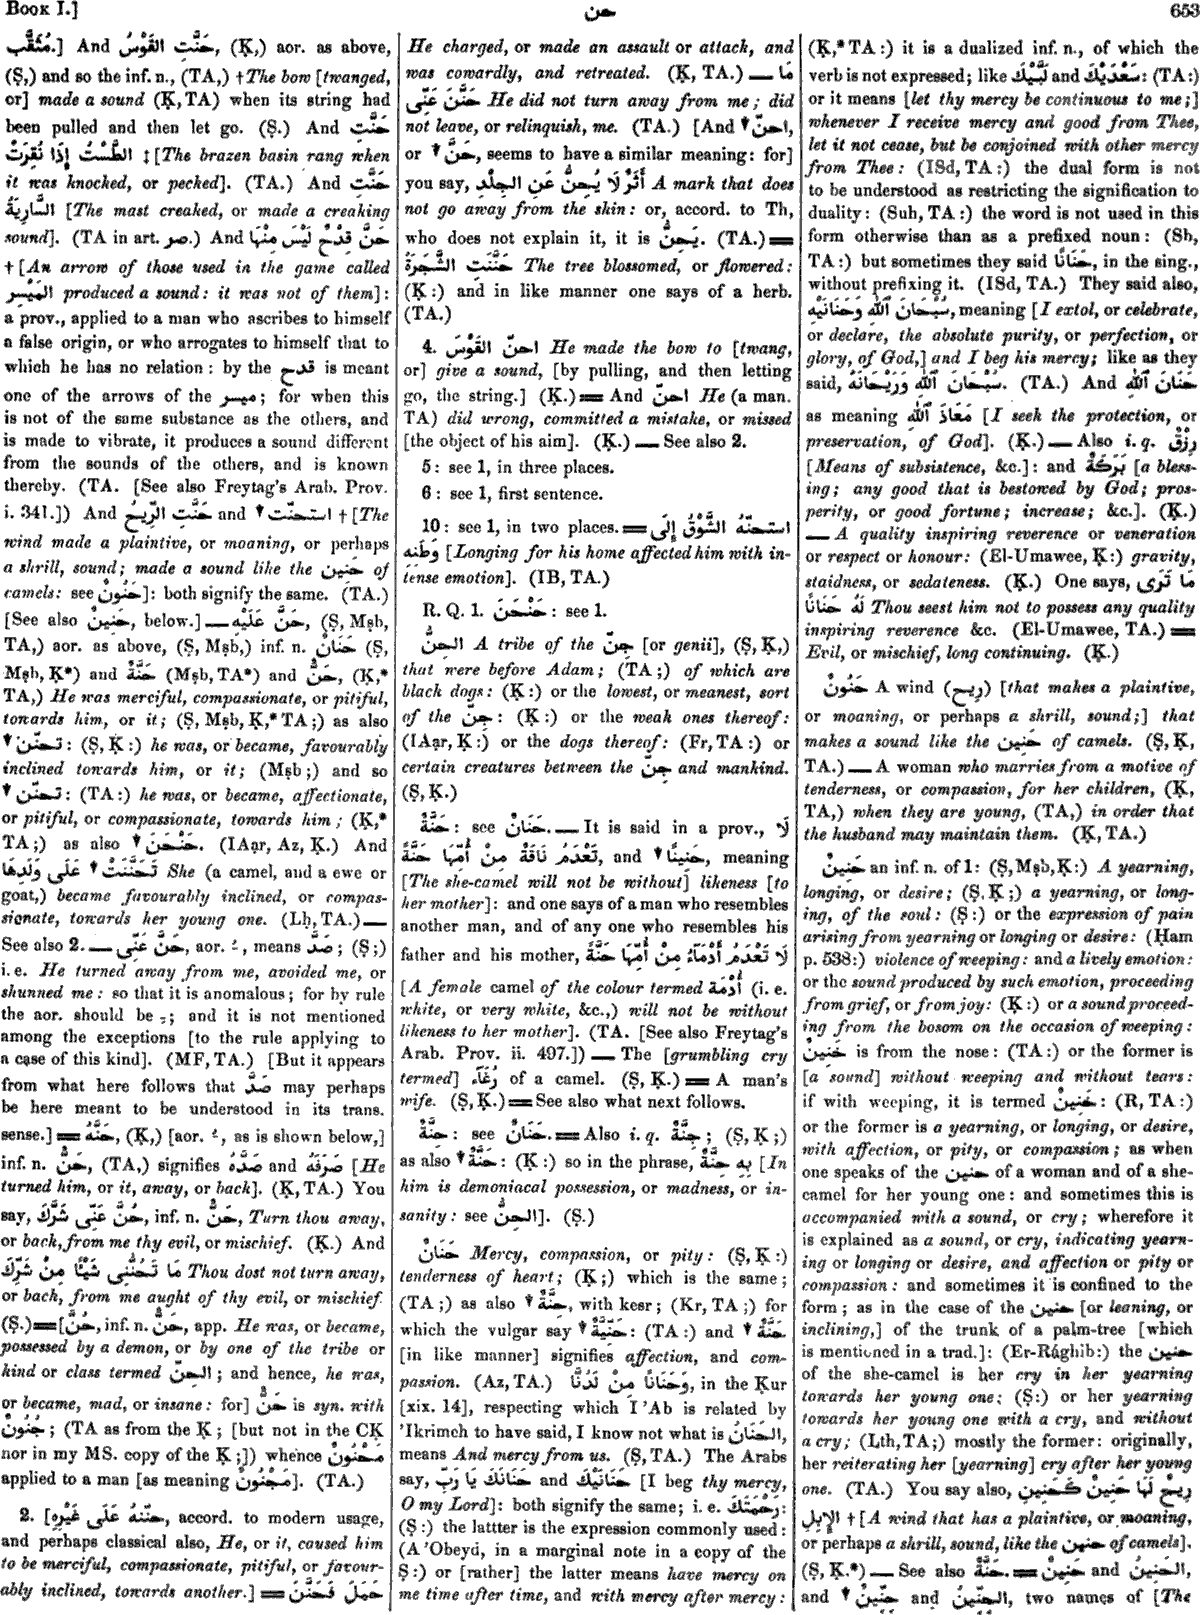 Book I.]
حن
653
مُثَقَّب.] And حَنَّتِ القَوْسُ, (Ḳ,) aor. as above,
(Ṣ,) and so the inf. n., (TA,) † The bow [twanged,
or] made a sound (Ḳ, TA) when its string had
been pulled and then let go. (Ṣ.) And حَنَّتِ
الطَّسْتُ إِذَا نُقِرَتْ ‡ [The brazen basin rang when
it was knocked, or pecked]. (TA.) And حَنَّتِ
السَّارِيَةُ [The mast creaked, or made a creaking
sound]. (TA in art. صر.) And حَنَّ قِدْحٌ لَيْسَ مِنْهَا
† [An arrow of those used in the game called
المَيْسِر produced a sound: it was not of them]:
a prov., applied to a man who ascribes to himself
a false origin, or who arrogates to himself that to
which he has no relation: by the قدح is meant
one of the arrows of the ميسر; for when this
is not of the same substance as the others, and
is made to vibrate, it produces a sound different
from the sounds of the others, and is known
thereby. (TA. [See also Freytag's Arab. Prov.
i. 341.]) And حَنَّتِ الرِّيحُ and ▼ استحنّت † [The
wind made a plaintive, or moaning, or perhaps
a shrill, sound; made a sound like the حَنِين of
camels: see حَنُونٌ]: both signify the same. (TA.)
[See also حَنِينٌ, below.] — حَنَّ عَلَيْهِ, (Ṣ, Mṣb,
TA,) aor. as above, (Ṣ, Mṣb,) inf. n. حَنَانٌ (Ṣ,
Mṣb, Ḳ*) and حَنَّةٌ (Mṣb, TA*) and حَنٌّ, (Ḳ,*
TA,) He was merciful, compassionate, or pitiful,
towards him, or it; (Ṣ, Mṣb, Ḳ,* TA;) as also
▼ تحنّن: (Ṣ, Ḳ:) he was, or became, favourably
inclined towards him, or it; (Mṣb;) and so
▼ تحنّن: (TA:) he was, or became, affectionate,
or pitiful, or compassionate, towards him; (Ḳ,*
TA;) as also ▼ حَنْحَنَ. (IAạr, Az, Ḳ.) And
تَحَنَّنَتْ ▼ عَلَى وَلَدِهَا She (a camel, and a ewe or
goat,) became favourably inclined, or compas-
sionate, towards her young one. (Lḥ, TA.) —
See also 2. — حَنَّ عَنِّى, aor. ـُ, means صَدَّ; (Ṣ;)
i. e. He turned away from me, avoided me, or
shunned me: so that it is anomalous; for by rule
the aor. should be ـِ; and it is not mentioned
among the exceptions [to the rule applying to
a case of this kind]. (MF, TA.) [But it appears
from what here follows that صَدَّ may perhaps
be here meant to be understood in its trans.
sense.] = حَنَّهُ, (Ḳ,) [aor. ـُ, as is shown below,]
inf. n. حَنٌّ, (TA,) signifies صَدَّهُ and صَرَفَهُ [He
turned him, or it, away, or back]. (Ḳ, TA.) You
say, حُنَّ عَنِّى شَرَّكَ, inf. n. حَنٌّ, Turn thou away,
or back, from me thy evil, or mischief. (Ḳ.) And
مَا تَحُنُّنِى شَيْئًا مِنْ شَرِّكَ Thou dost not turn away,
or back, from me aught of thy evil, or mischief.
(Ṣ.) = [حُنَّ, inf. n. حَنٌّ, app. He was, or became,
possessed by a demon, or by one of the tribe or
kind or class termed الحِنّ; and hence, he was,
or became, mad, or insane: for] حَنٌّ is syn. with
جُنُونٌ; (TA as from the Ḳ; [but not in the CḲ
nor in my MS. copy of the Ḳ;]) whence مَحْنُونٌ
applied to a man [as meaning مَجْنُونٌ]. (TA.)
2. [حنّنهُ عَلَى غَيْرِهِ, accord. to modern usage,
and perhaps classical also, He, or it, caused him
to be merciful, compassionate, pitiful, or favour-
ably inclined, towards another.] = حَمَلَ فَحَنَّنَ
He charged, or made an assault or attack, and
was cowardly, and retreated. (Ḳ, TA.) — مَا
حَنَّنَ عَنِّى He did not turn away from me; did
not leave, or relinquish, me. (TA.) [And ▼ احنّ,
or ▼ حَنَّ, seems to have a similar meaning: for]
you say, أَثَرٌ لَا يُحِنُّ عَنِ الجِلْدِ A mark that does
not go away from the skin: or, accord. to Th,
who does not explain it, it is يَحِنُّ. (TA.) =
حَنَّنَتِ الشَّجَرَةُ The tree blossomed, or flowered:
(Ḳ:) and in like manner one says of a herb.
(TA.)
4. احنّ القَوْسَ He made the bow to [twang,
or] give a sound, [by pulling, and then letting
go, the string.] (Ḳ.) = And احنّ He (a man.
TA) did wrong, committed a mistake, or missed
[the object of his aim]. (Ḳ.) — See also 2.
5: see 1, in three places.
6: see 1, first sentence.
10: see 1, in two places. = استحنّهُ الشَّوْقُ إِلَى
وَطَنِهِ [Longing for his home affected him with in-
tense emotion]. (IB, TA.)
R. Q. 1. حَنْحَنَ: see 1.
الحِنُّ A tribe of the جِنّ [or genii], (Ṣ, Ḳ,)
that were before Adam; (TA;) of which are
black dogs: (Ḳ:) or the lowest, or meanest, sort
of the جِنّ: (Ḳ:) or the weak ones thereof:
(IAạr, Ḳ:) or the dogs thereof: (Fr, TA:) or
certain creatures between the جِنّ and mankind.
(Ṣ, Ḳ.)
حَنَّةٌ: see حَنَانٌ. — It is said in a prov., لَا
تَعْدَمُ نَاقَةٌ مِنْ أُمِّهَا حَنَّةً, and ▼ حَنِينًا, meaning
[The she-camel will not be without] likeness [to
her mother]: and one says of a man who resembles
another man, and of any one who resembles his
father and his mother, لَا تَعْدَمُ أَدْمَآءُ مِنْ أُمِّهَا حَنَّةً
[A female camel of the colour termed أُدْمَة (i. e.
white, or very white, &c.,) will not be without
likeness to her mother]. (TA. [See also Freytag's
Arab. Prov. ii. 497.]) — The [grumbling cry
termed] رُغَآء of a camel. (Ṣ, Ḳ.) = A man's
wife. (Ṣ, Ḳ.) = See also what next follows.
حِنَّةٌ: see حَنَانٌ. = Also i. q. جِنَّةٌ; (Ṣ, Ḳ;)
as also ▼ حَنَّةٌ: (Ḳ:) so in the phrase, بِهِ حِنَّةٌ [In
him is demoniacal possession, or madness, or in-
sanity: see الحِنُّ]. (Ṣ.)
حَنَانٌ Mercy, compassion, or pity: (Ṣ, Ḳ:)
tenderness of heart; (Ḳ;) which is the same;
(TA;) as also ▼ حِنَّةٌ, with kesr; (Kr, TA;) for
which the vulgar say ▼ حِنِّيَّةٌ: (TA:) and ▼ حَنَّةٌ
[in like manner] signifies affection, and com-
passion. (Az, TA.) وَحَنَانًا مِنْ لَدُنَّا, in the Ḳur
[xix. 14], respecting which I 'Ab is related by
'Ikrimeh to have said, I know not what is الحَنَانُ,
means And mercy from us. (Ṣ, TA.) The Arabs
say, حَنَانَكَ يَا رَبِّ and حَنَانَيْكَ [I beg thy mercy,
O my Lord]: both signify the same; i. e. رَحْمَتَكَ:
(Ṣ:) the lattter is the expression commonly used:
(A 'Obeyd, in a marginal note in a copy of the
Ṣ:) or [rather] the latter means have mercy on
me time after time, and with mercy after mercy:
(Ḳ,* TA:) it is a dualized inf. n., of which the
verb is not expressed; like لَبَّيْكَ and سَعْدَيْكَ: (TA:)
or it means [let thy mercy be continuous to me;]
whenever I receive mercy and good from Thee,
let it not cease, but be conjoined with other mercy
from Thee: (ISd, TA:) the dual form is not
to be understood as restricting the signification to
duality: (Suh, TA:) the word is not used in this
form otherwise than as a prefixed noun: (Sb,
TA:) but sometimes they said حَنَانًا, in the sing.,
without prefixing it. (ISd, TA.) They said also,
سُبْحَانَ ٱللّٰهِ وَحَنَانَيْهِ, meaning [I extol, or celebrate,
or declare, the absolute purity, or perfection, or
glory, of God,] and I beg his mercy; like as they
said, سُبْحَانَ ٱللّٰهِ وَرَيْحَانَهُ. (TA.) And حَنَانَ ٱللّٰهِ
as meaning مَعَاذَ ٱللّٰهِ [I seek the protection, or
preservation, of God]. (Ḳ.) — Also i. q. رِزْقٌ
[Means of subsistence, &c.]: and بَرَكَةٌ [a bless-
ing; any good that is bestowed by God; pros-
perity, or good fortune; increase; &c.]. (Ḳ.)
— A quality inspiring reverence or veneration
or respect or honour: (El-Umawee, Ḳ:) gravity,
staidness, or sedateness. (Ḳ.) One says, مَا تَرَى
لَهُ حَنَانًا Thou seest him not to possess any quality
inspiring reverence &c. (El-Umawee, TA.) =
Evil, or mischief, long continuing. (Ḳ.)
حَنُونٌ A wind (رِيح) [that makes a plaintive,
or moaning, or perhaps a shrill, sound;] that
makes a sound like the حَنِين of camels. (Ṣ, Ḳ,
TA.) — A woman who marries from a motive of
tenderness, or compassion, for her children, (Ḳ,
TA,) when they are young, (TA,) in order that
the husband may maintain them. (Ḳ, TA.)
حَنِينٌ an inf. n. of 1: (Ṣ, Mṣb, Ḳ:) A yearning,
longing, or desire; (Ṣ, Ḳ;) a yearning, or long-
ing, of the soul: (Ṣ:) or the expression of pain
arising from yearning or longing or desire: (Ḥam
p. 538:) violence of weeping: and a lively emotion:
or the sound produced by such emotion, proceeding
from grief, or from joy: (Ḳ:) or a sound proceed-
ing from the bosom on the occasion of weeping:
خَنِينٌ is from the nose: (TA:) or the former is
[a sound] without weeping and without tears:
if with weeping, it is termed خَنِينٌ: (R, TA:)
or the former is a yearning, or longing, or desire,
with affection, or pity, or compassion; as when
one speaks of the حنين of a woman and of a she-
camel for her young one: and sometimes this is
accompanied with a sound, or cry; wherefore it
is explained as a sound, or cry, indicating yearn-
ing or longing or desire, and affection or pity or
compassion: and sometimes it is confined to the
form; as in the case of the حنين [or leaning, or
inclining,] of the trunk of a palm-tree [which
is mentioned in a trad.]: (Er-Rághib:) the حنين
of the she-camel is her cry in her yearning
towards her young one: (Ṣ:) or her yearning
towards her young one with a cry, and without
a cry; (Lth, TA;) mostly the former: originally,
her reiterating her [yearning] cry after her young
one. (TA.) You say also, رِيحٌ لَهَا حَنِينٌ كَحَنِينِ
الإِبِلِ † [A wind that has a plaintive, or moaning,
or perhaps a shrill, sound, like the حنين of camels].
(Ṣ, Ḳ.*) — See also حَنَّةٌ. = حَنِينٌ and الحَنِينُ,
and ▼ حِنِّينٌ and الحِنِّينُ, two names of [The